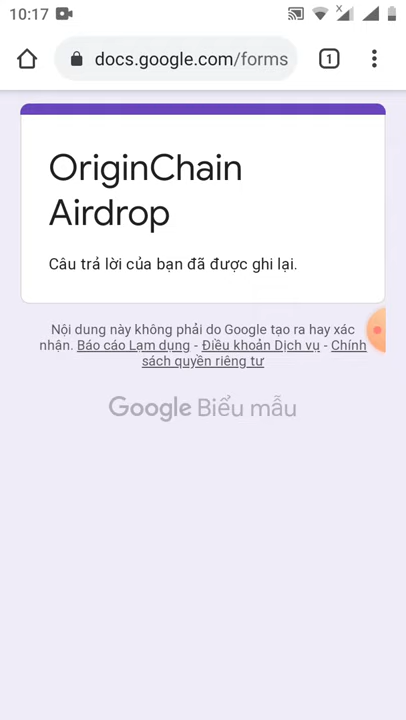 10:17
docs.google.com/forms
1
OriginChain
Airdrop
Câu trả lời của bạn đã được ghi lại.
Nội dung này không phải do Google tạo ra hay xác
nhận. Báo cáo Lạm dụng - Điều khoản Dịch vụ - Chính
sách quyền riêng tư
Google Biểu mẫu